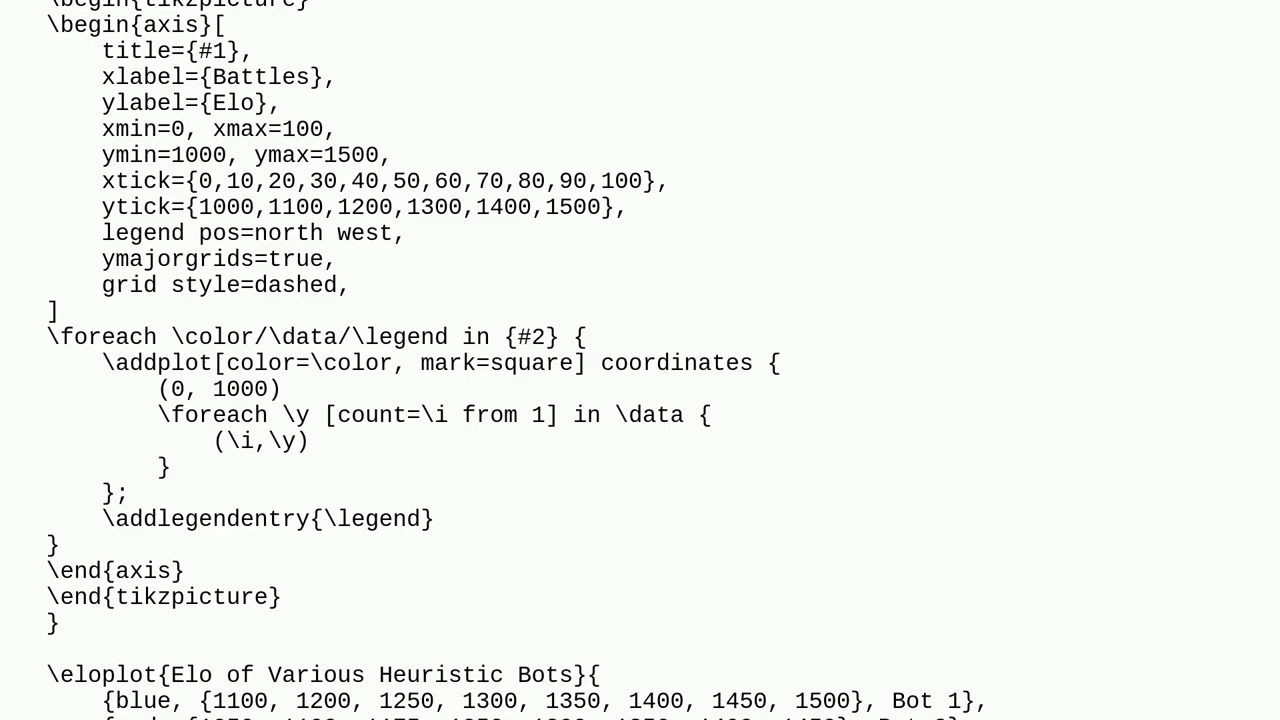 \begin{tikzpicture}
\begin{axis}[
    title={#1},
    xlabel={Battles},
    ylabel={Elo},
    xmin=0, xmax=100,
    ymin=1000, ymax=1500,
    xtick={0,10,20,30,40,50,60,70,80,90,100},
    ytick={1000,1100,1200,1300,1400,1500},
    legend pos=north west,
    ymajorgrids=true,
    grid style=dashed,
]
\foreach \color/\data/\legend in {#2} {
    \addplot[color=\color, mark=square] coordinates {
        (0, 1000)
        \foreach \y [count=\i from 1] in \data {
            (\i,\y)
        }
    };
    \addlegendentry{\legend}
}
\end{axis}
\end{tikzpicture}
}

\eloplot{Elo of Various Heuristic Bots}{
    {blue, {1100, 1200, 1250, 1300, 1350, 1400, 1450, 1500}, Bot 1},